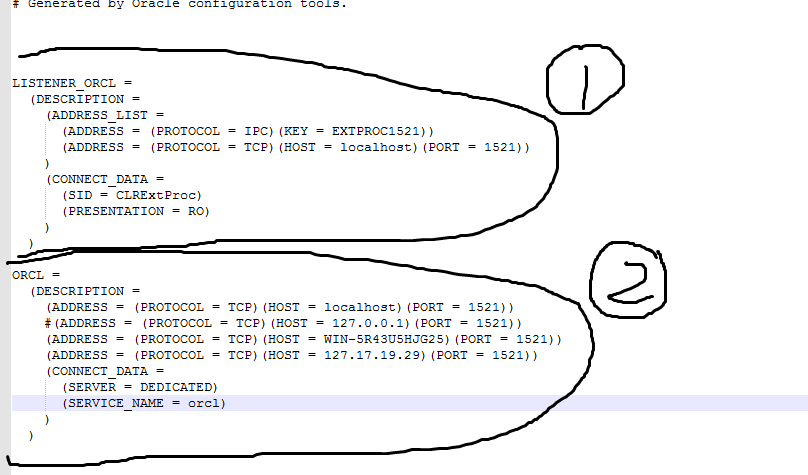 # Generated by Oracle configuration tools.
LISTENER_ORCL =
(DESCRIPTION =
(ADDRESS_LIST =
(ADDRESS = (PROTOCOL = IPC)(KEY = EXTPROC1521))
(ADDRESS = (PROTOCOL = TCP)(HOST = localhost)(PORT = 1521))
)
(CONNECT_DATA =
(SID = CLRExtProc)
(PRESENTATION = RO)
)
)
1
ORCL =
(DESCRIPTION =
(ADDRESS = (PROTOCOL = TCP)(HOST = localhost)(PORT = 1521))
#(ADDRESS = (PROTOCOL = TCP)(HOST = 127.0.0.1)(PORT = 1521))
(ADDRESS = (PROTOCOL = TCP)(HOST = WIN-5R43U5HJG25)(PORT = 1521))
(ADDRESS = (PROTOCOL = TCP)(HOST = 127.17.19.29)(PORT = 1521))
(CONNECT_DATA =
(SERVER = DEDICATED)
(SERVICE_NAME = orcl)
)
)
2